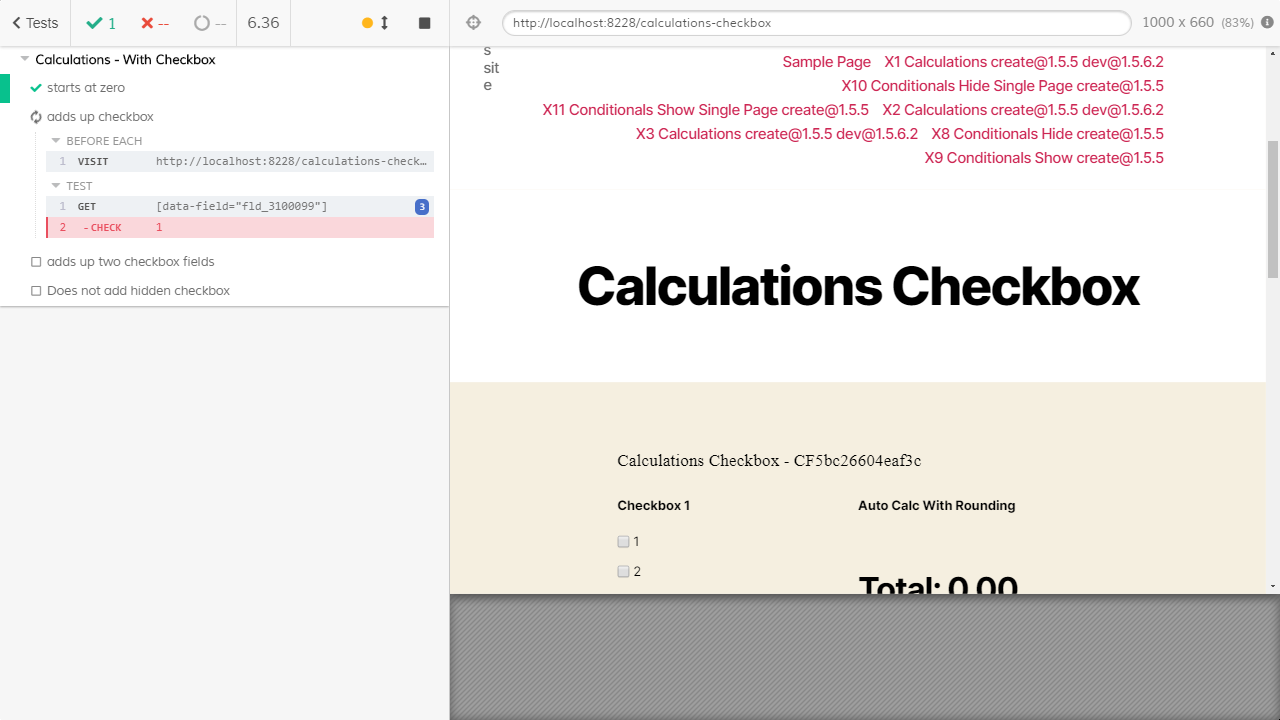 Tests
1
--
--
6.36
http://localhost:8228/calculations-checkbox
1000 x 660 (83%)
Calculations - With Checkbox
starts at zero
adds up checkbox
BEFORE EACH
1 VISIT http://localhost:8228/calculations-check…
TEST
1 GET [data-field="fld_3100099"] 3
2 - CHECK 1
adds up two checkbox fields
Does not add hidden checkbox
s
sit
e
Sample Page X1 Calculations create@1.5.5 dev@1.5.6.2
X10 Conditionals Hide Single Page create@1.5.5
X11 Conditionals Show Single Page create@1.5.5 X2 Calculations create@1.5.5 dev@1.5.6.2
X3 Calculations create@1.5.5 dev@1.5.6.2 X8 Conditionals Hide create@1.5.5
X9 Conditionals Show create@1.5.5
Calculations Checkbox
Calculations Checkbox - CF5bc26604eaf3c
Checkbox 1
1
2
Auto Calc With Rounding
Total: 0.00